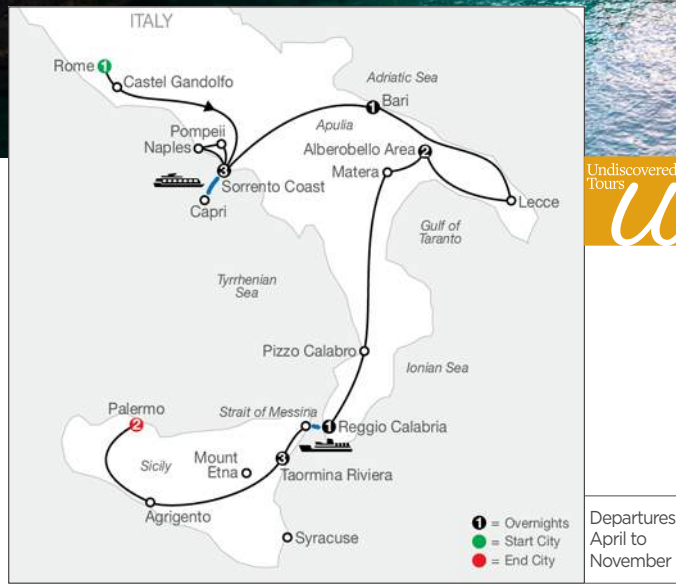 ITALY
Rome
1
Castel Gandolfo
Adriatic Sea
1
Bari
Pompeii
Apulia
Naples
Alberobello Area
2
3
Matera
Sorrento Coast
Capri
Lecce
Gulf of
Taranto
Tyrrhenian
Sea
Pizzo Calabro
Ionian Sea
Palermo
2
Strait of Messina
1
Reggio Calabria
Sicily
Mount
Etna
3
Taormina Riviera
Agrigento
Syracuse
1 = Overnights
= Start City
= End City
Undiscovered
Tours
u
Departures
April to
November